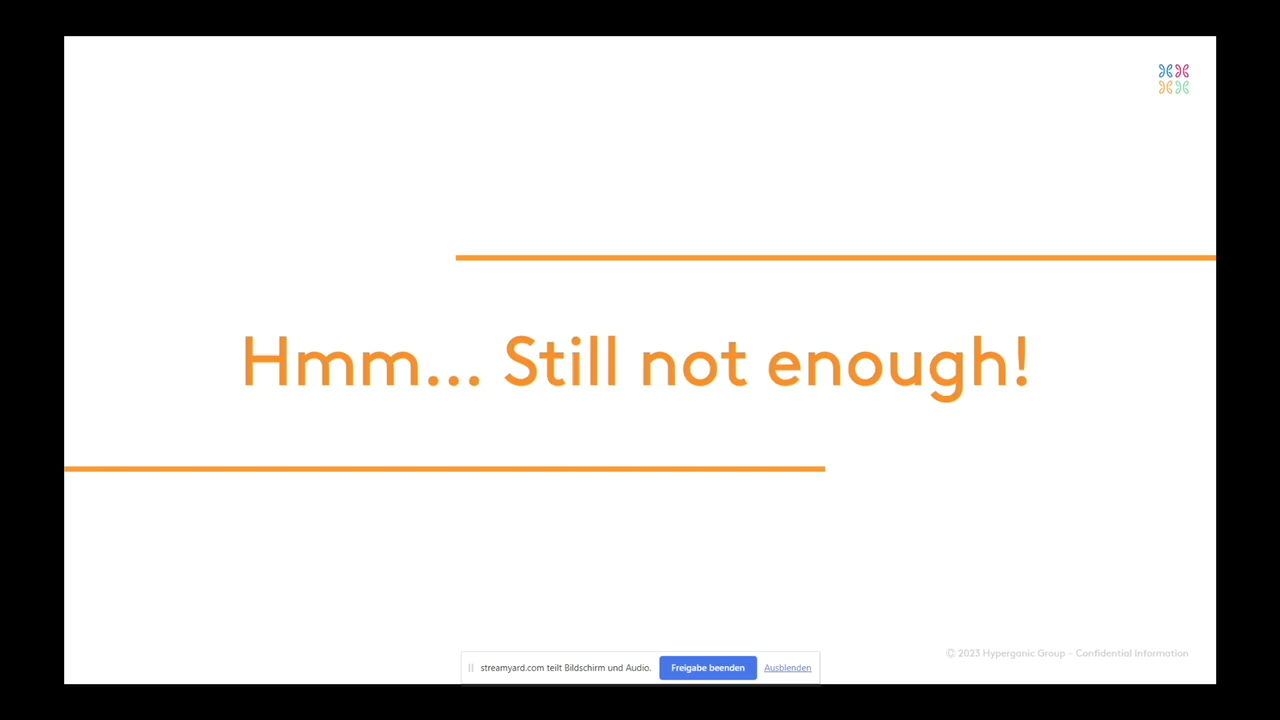 Hmm... Still not enough!
© 2023 Hyperganic Group – Confidential Information
streamyard.com teilt Bildschirm und Audio. Freigabe beenden Ausblenden